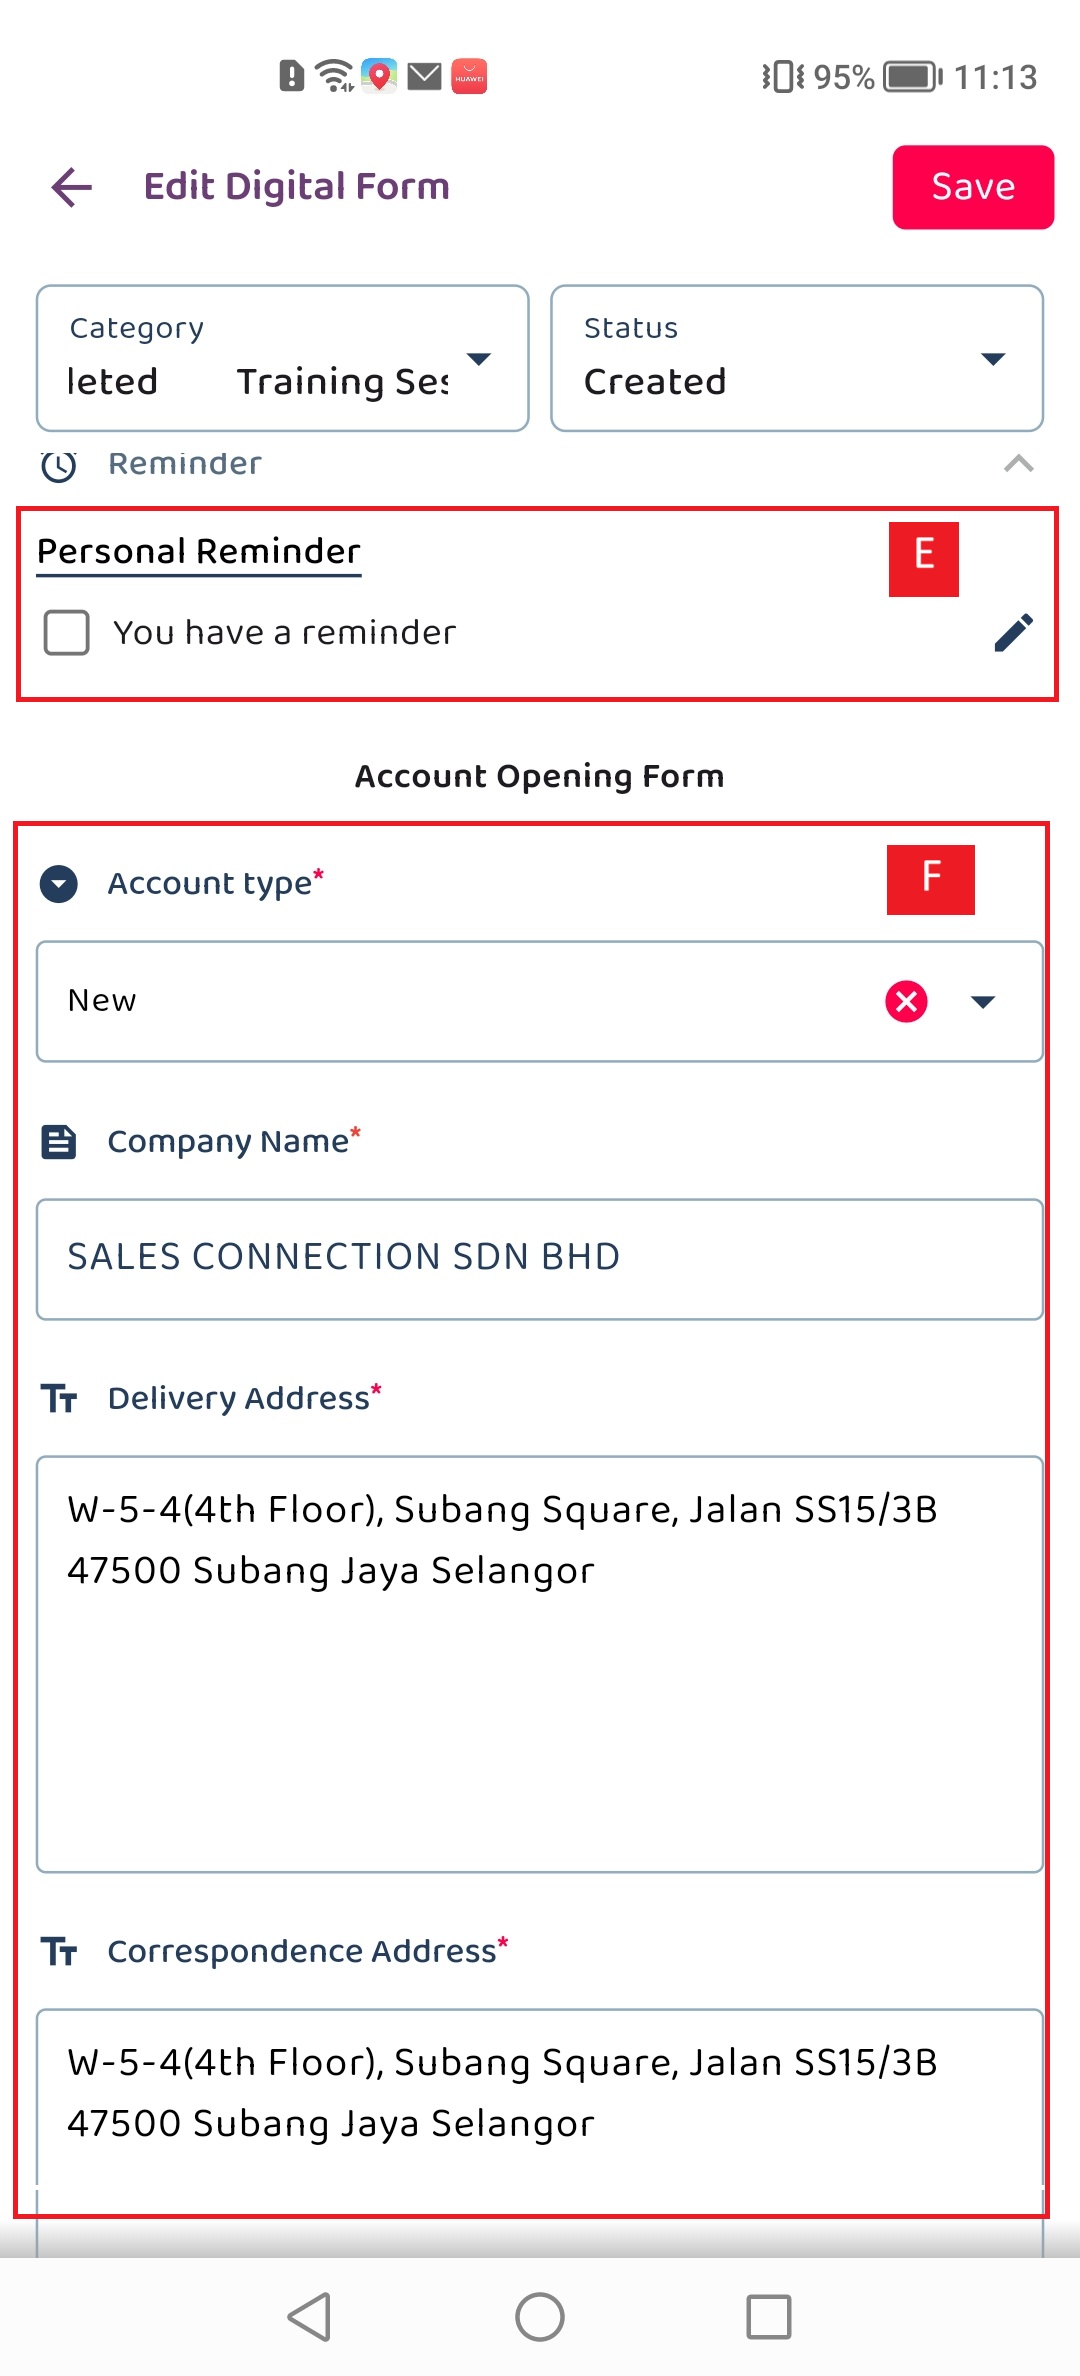 HUAWEI
95% 11:13
Edit Digital Form
Save
Category
leted Training Ses
Status
Created
Reminder
Personal Reminder
E
You have a reminder
Account Opening Form
Account type*
F
New
Company Name*
SALES CONNECTION SDN BHD
Delivery Address*
W-5-4(4th Floor), Subang Square, Jalan SS15/3B
47500 Subang Jaya Selangor
Correspondence Address*
W-5-4(4th Floor), Subang Square, Jalan SS15/3B
47500 Subang Jaya Selangor